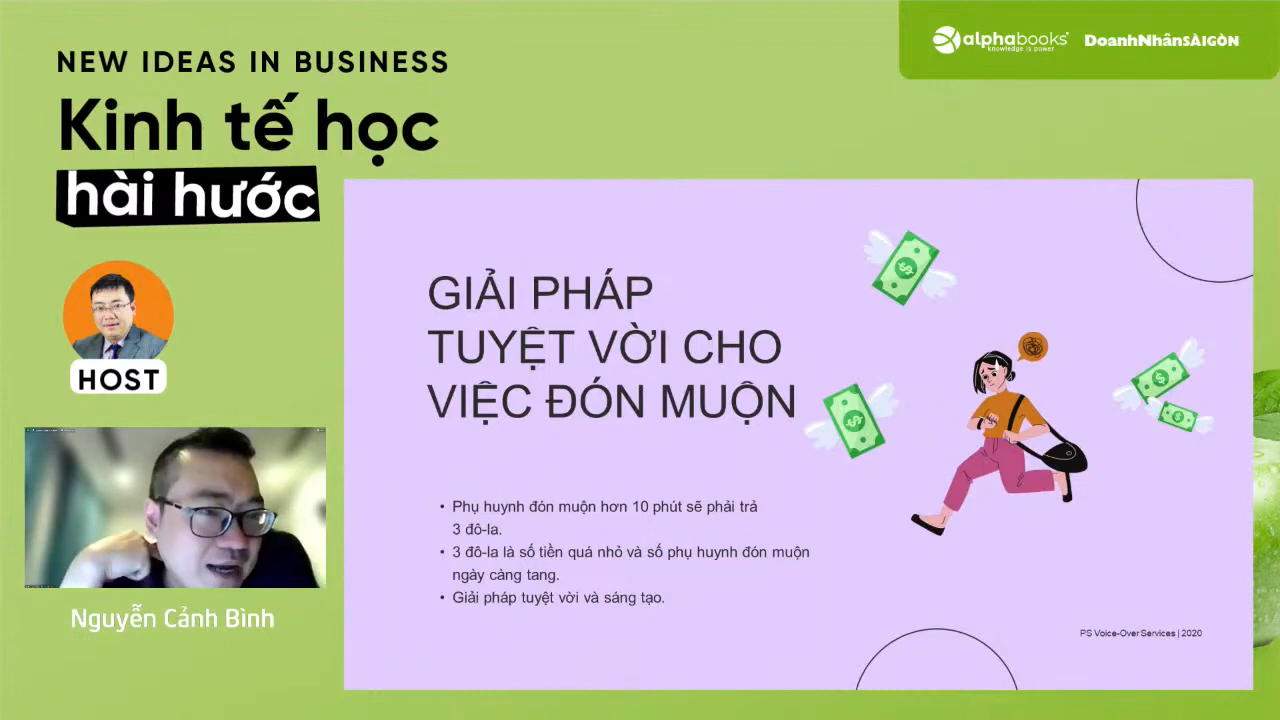 NEW IDEAS IN BUSINESS
Kinh tế học
hài hước
alphabooks
knowledge is power
DoanhNhânSÀIGÒN
HOST
Nguyễn Cảnh Bình
GIẢI PHÁP
TUYỆT VỜI CHO
VIỆC ĐÓN MUỘN
• Phụ huynh đón muộn hơn 10 phút sẽ phải trả
3 đô-la.
• 3 đô-la là số tiền quá nhỏ và số phụ huynh đón muộn
ngày càng tang.
• Giải pháp tuyệt vời và sáng tạo.
PS Voice-Over Services | 2020